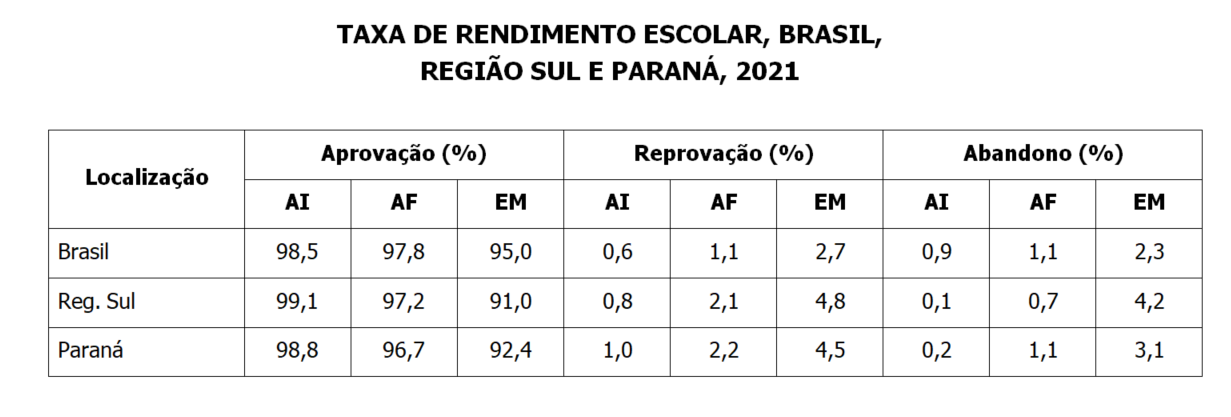 TAXA DE RENDIMENTO ESCOLAR, BRASIL,
REGIÃO SUL E PARANÁ, 2021
Localização Aprovação (%) Reprovação (%) Abandono (%)
AI AF EM AI AF EM AI AF EM
Brasil 98,5 97,8 95,0 0,6 1,1 2,7 0,9 1,1 2,3
Reg. Sul 99,1 97,2 91,0 0,8 2,1 4,8 0,1 0,7 4,2
Paraná 98,8 96,7 92,4 1,0 2,2 4,5 0,2 1,1 3,1